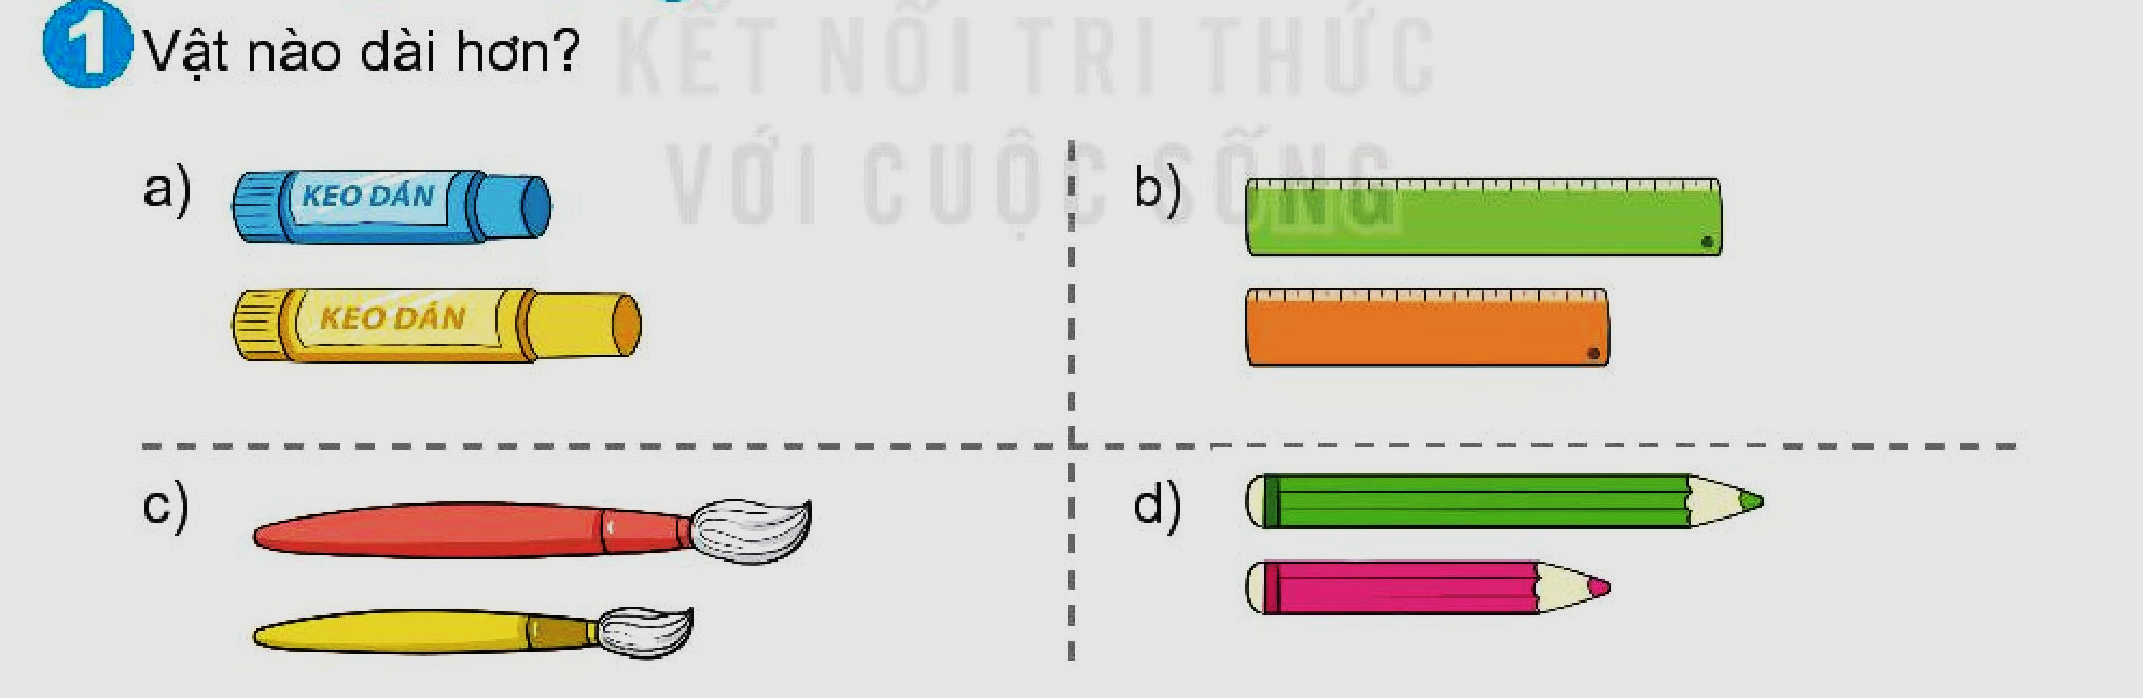 1 Vật nào dài hơn?
KẾT NỐI TRI THỨC
VỚI CUỘC SỐNG
a)
KEO DÁN
KEO DÁN
b)
c)
d)